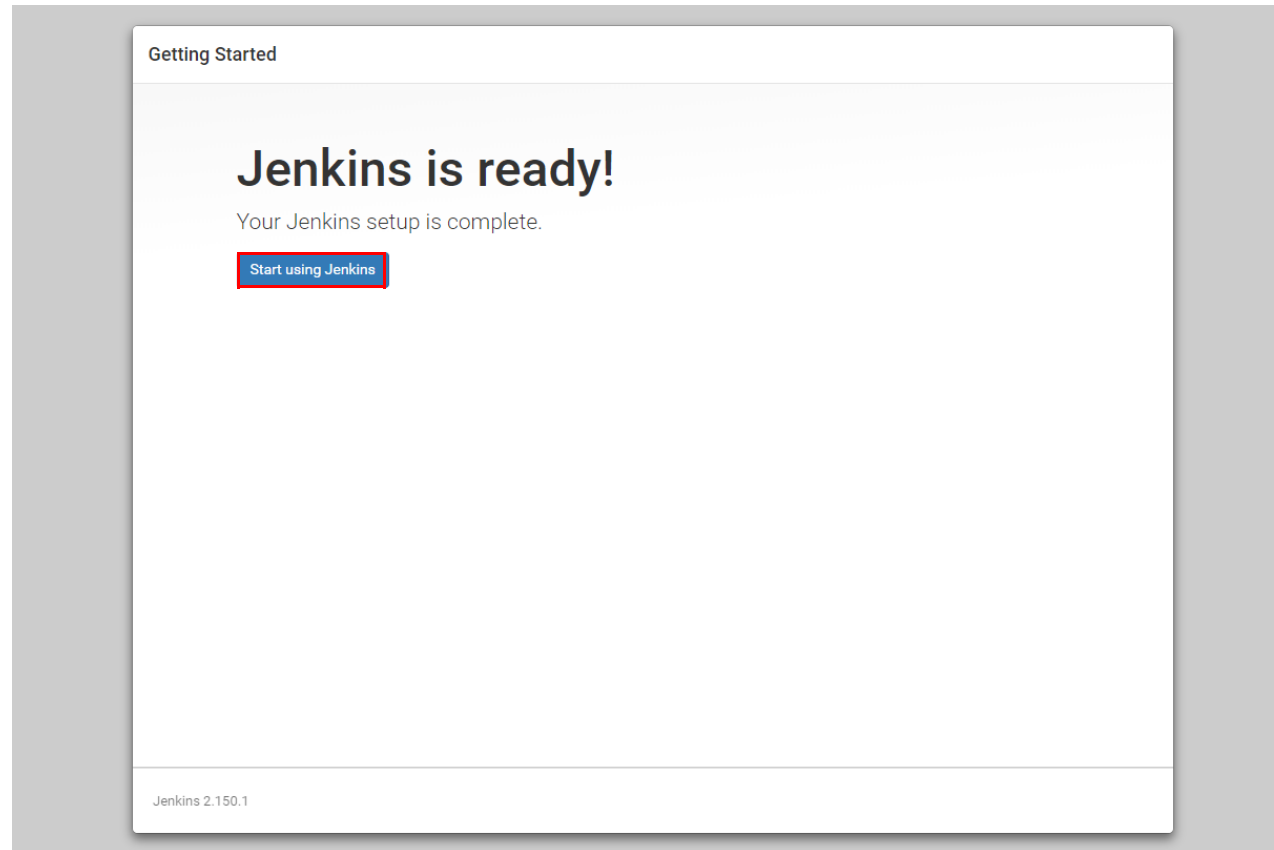 Getting Started
Jenkins is ready!
Your Jenkins setup is complete.
Start using Jenkins
Jenkins 2.150.1